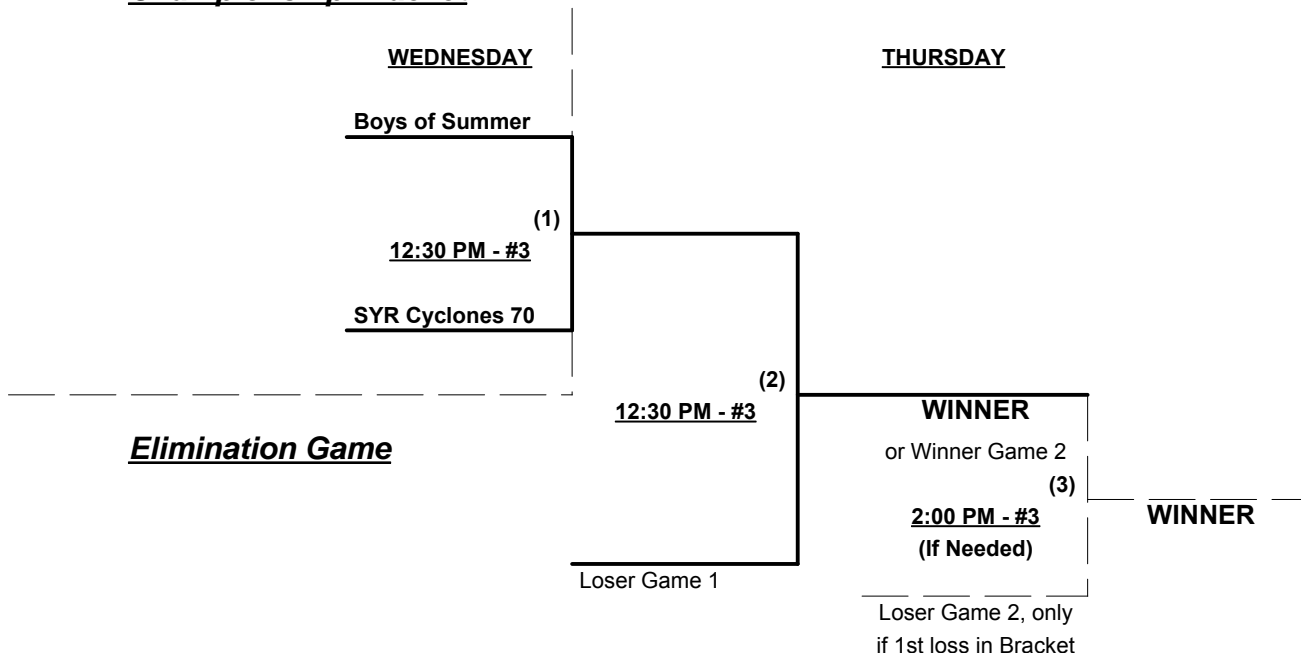 WEDNESDAY
THURSDAY
Boys of Summer
(1)
12:30 PM - #3
SYR Cyclones 70
(2)
12:30 PM - #3
WINNER
Elimination Game
or Winner Game 2
(3)
2:00 PM - #3
WINNER
(If Needed)
Loser Game 1
Loser Game 2, only
if 1st loss in Bracket